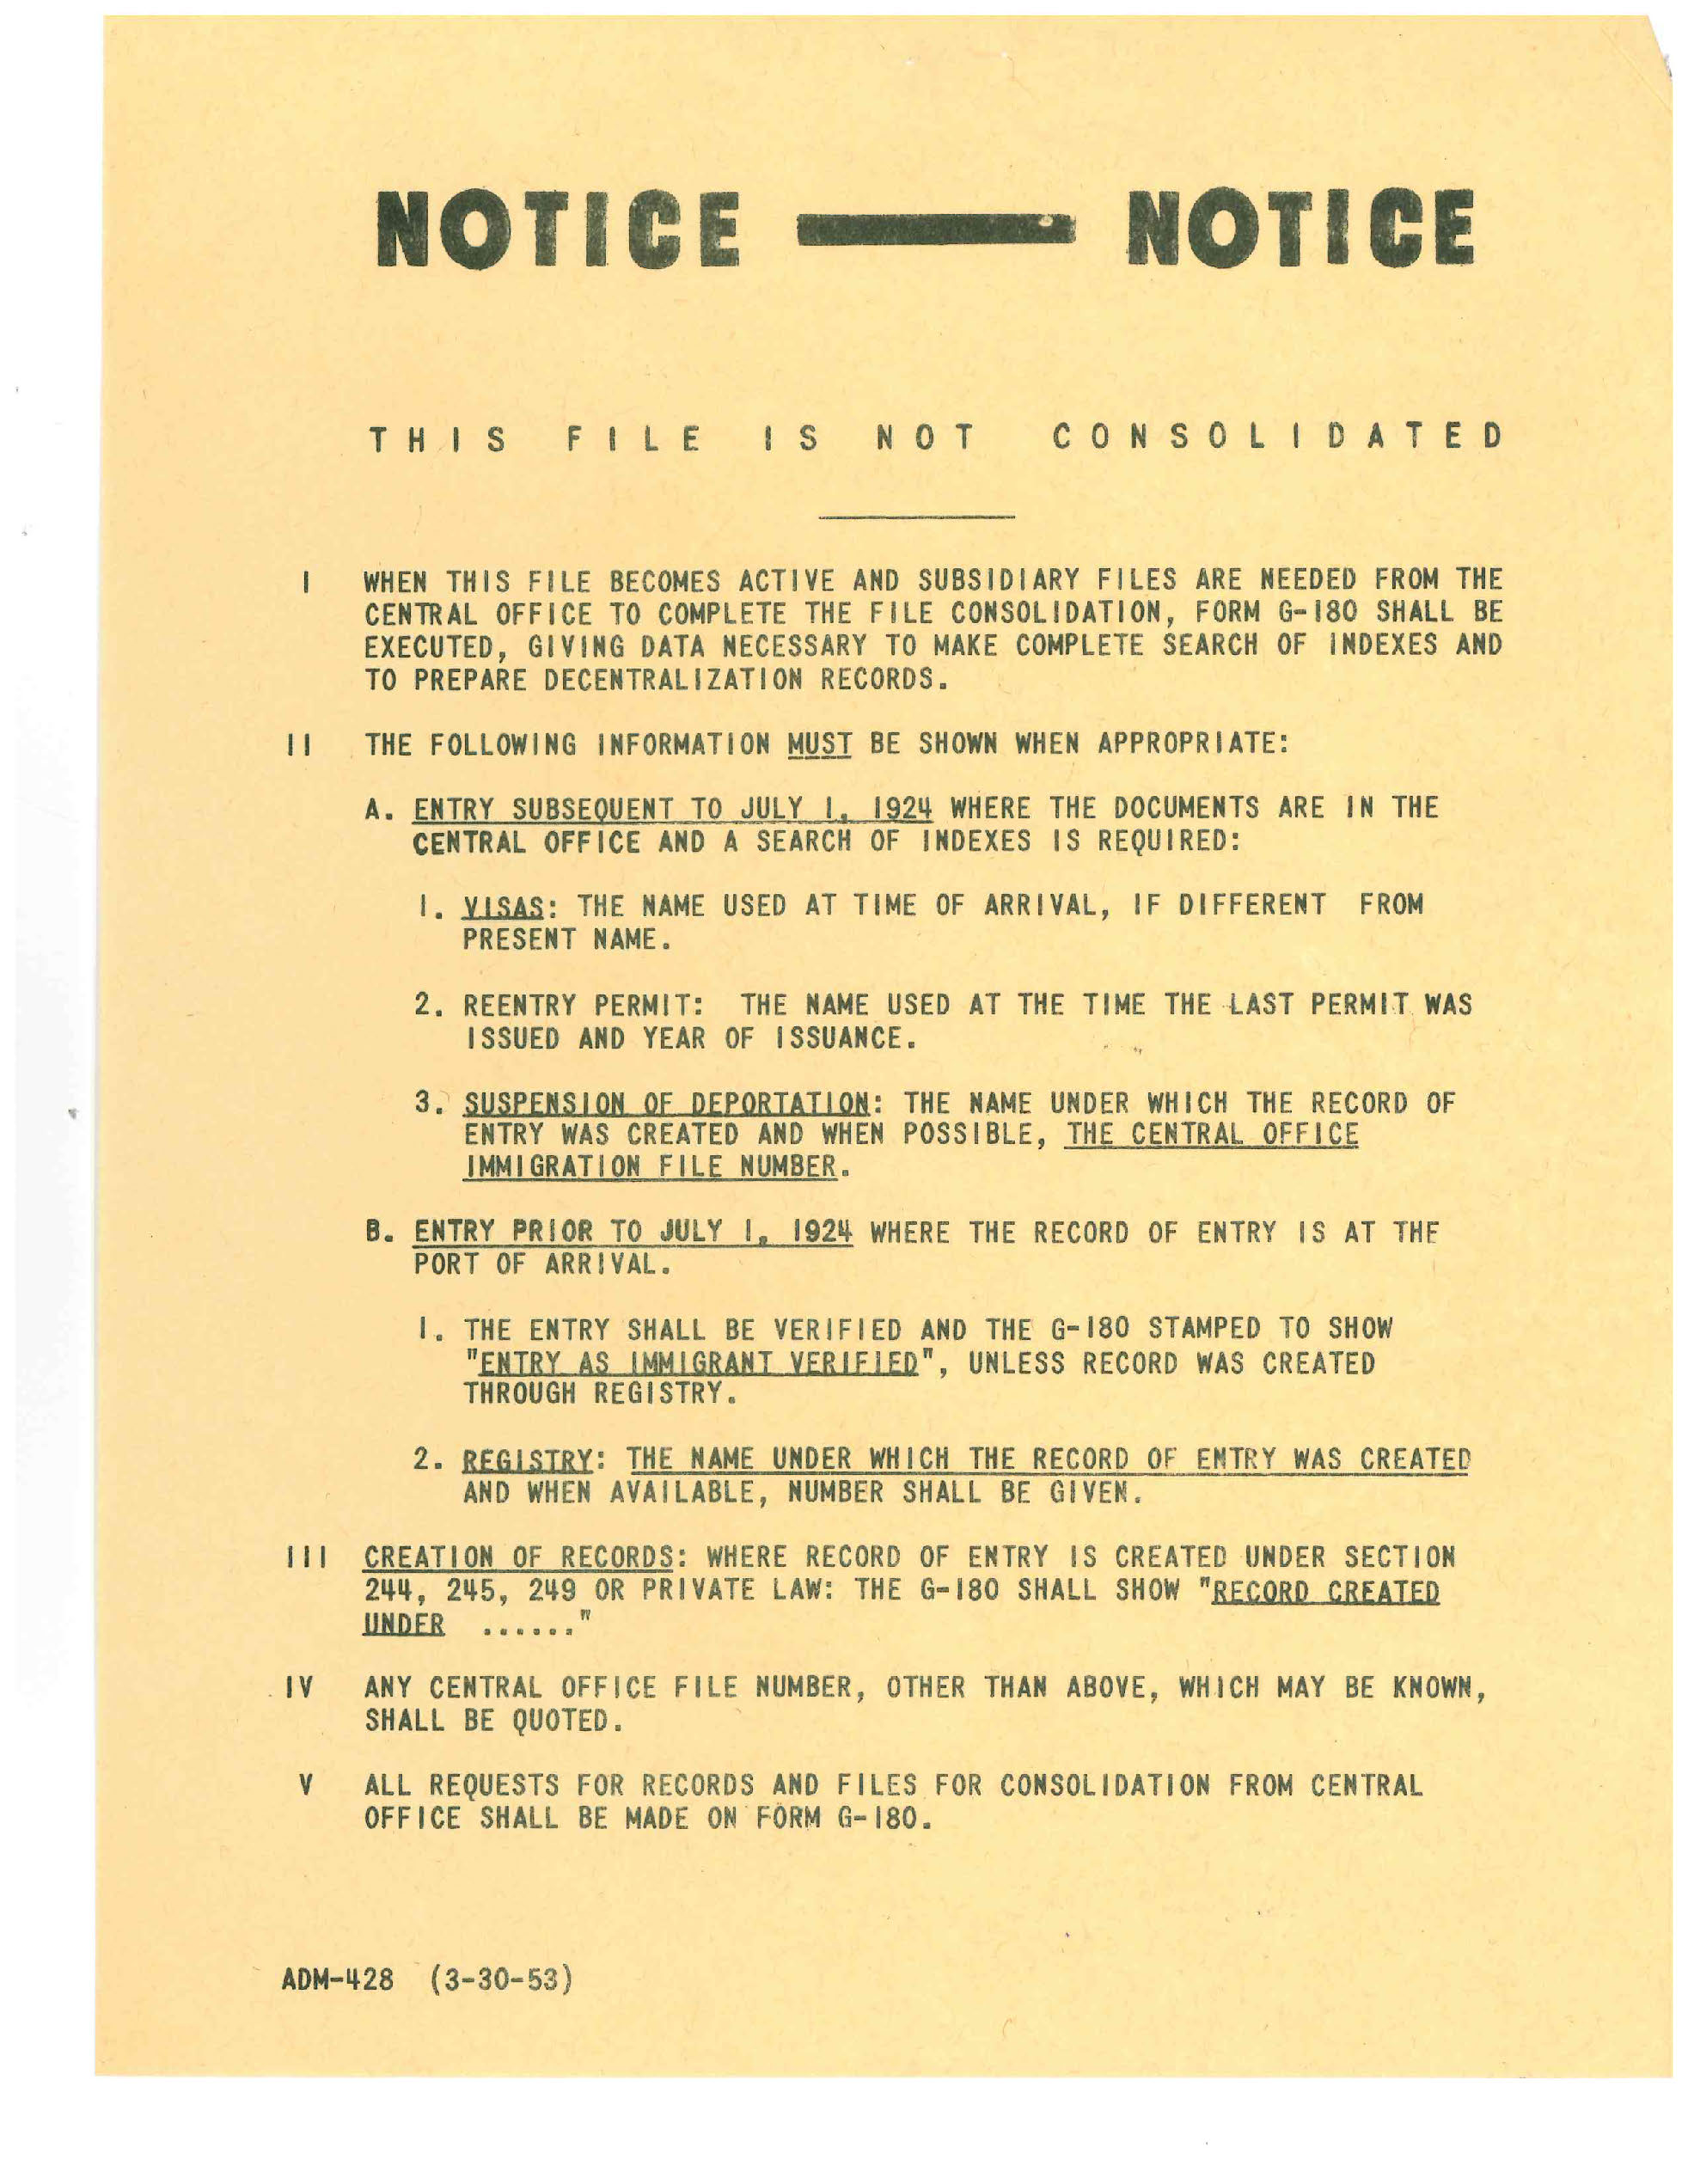 NOTICE — NOTICE
THIS FILE IS NOT CONSOLIDATED
I WHEN THIS FILE BECOMES ACTIVE AND SUBSIDIARY FILES ARE NEEDED FROM THE
CENTRAL OFFICE TO COMPLETE THE FILE CONSOLIDATION, FORM G-180 SHALL BE
EXECUTED, GIVING DATA NECESSARY TO MAKE COMPLETE SEARCH OF INDEXES AND
TO PREPARE DECENTRALIZATION RECORDS.
II THE FOLLOWING INFORMATION MUST BE SHOWN WHEN APPROPRIATE:
A. ENTRY SUBSEQUENT TO JULY 1, 1924 WHERE THE DOCUMENTS ARE IN THE
CENTRAL OFFICE AND A SEARCH OF INDEXES IS REQUIRED:
1. VISAS: THE NAME USED AT TIME OF ARRIVAL, IF DIFFERENT FROM
PRESENT NAME.
2. REENTRY PERMIT: THE NAME USED AT THE TIME THE LAST PERMIT WAS
ISSUED AND YEAR OF ISSUANCE.
3. SUSPENSION OF DEPORTATION: THE NAME UNDER WHICH THE RECORD OF
ENTRY WAS CREATED AND WHEN POSSIBLE, THE CENTRAL OFFICE
IMMIGRATION FILE NUMBER.
B. ENTRY PRIOR TO JULY 1, 1924 WHERE THE RECORD OF ENTRY IS AT THE
PORT OF ARRIVAL.
1. THE ENTRY SHALL BE VERIFIED AND THE G-180 STAMPED TO SHOW
"ENTRY AS IMMIGRANT VERIFIED", UNLESS RECORD WAS CREATED
THROUGH REGISTRY.
2. REGISTRY: THE NAME UNDER WHICH THE RECORD OF ENTRY WAS CREATED
AND WHEN AVAILABLE, NUMBER SHALL BE GIVEN.
III CREATION OF RECORDS: WHERE RECORD OF ENTRY IS CREATED UNDER SECTION
244, 245, 249 OR PRIVATE LAW: THE G-180 SHALL SHOW "RECORD CREATED
UNDER ......"
IV ANY CENTRAL OFFICE FILE NUMBER, OTHER THAN ABOVE, WHICH MAY BE KNOWN,
SHALL BE QUOTED.
V ALL REQUESTS FOR RECORDS AND FILES FOR CONSOLIDATION FROM CENTRAL
OFFICE SHALL BE MADE ON FORM G-180.
ADM-428 (3-30-53)